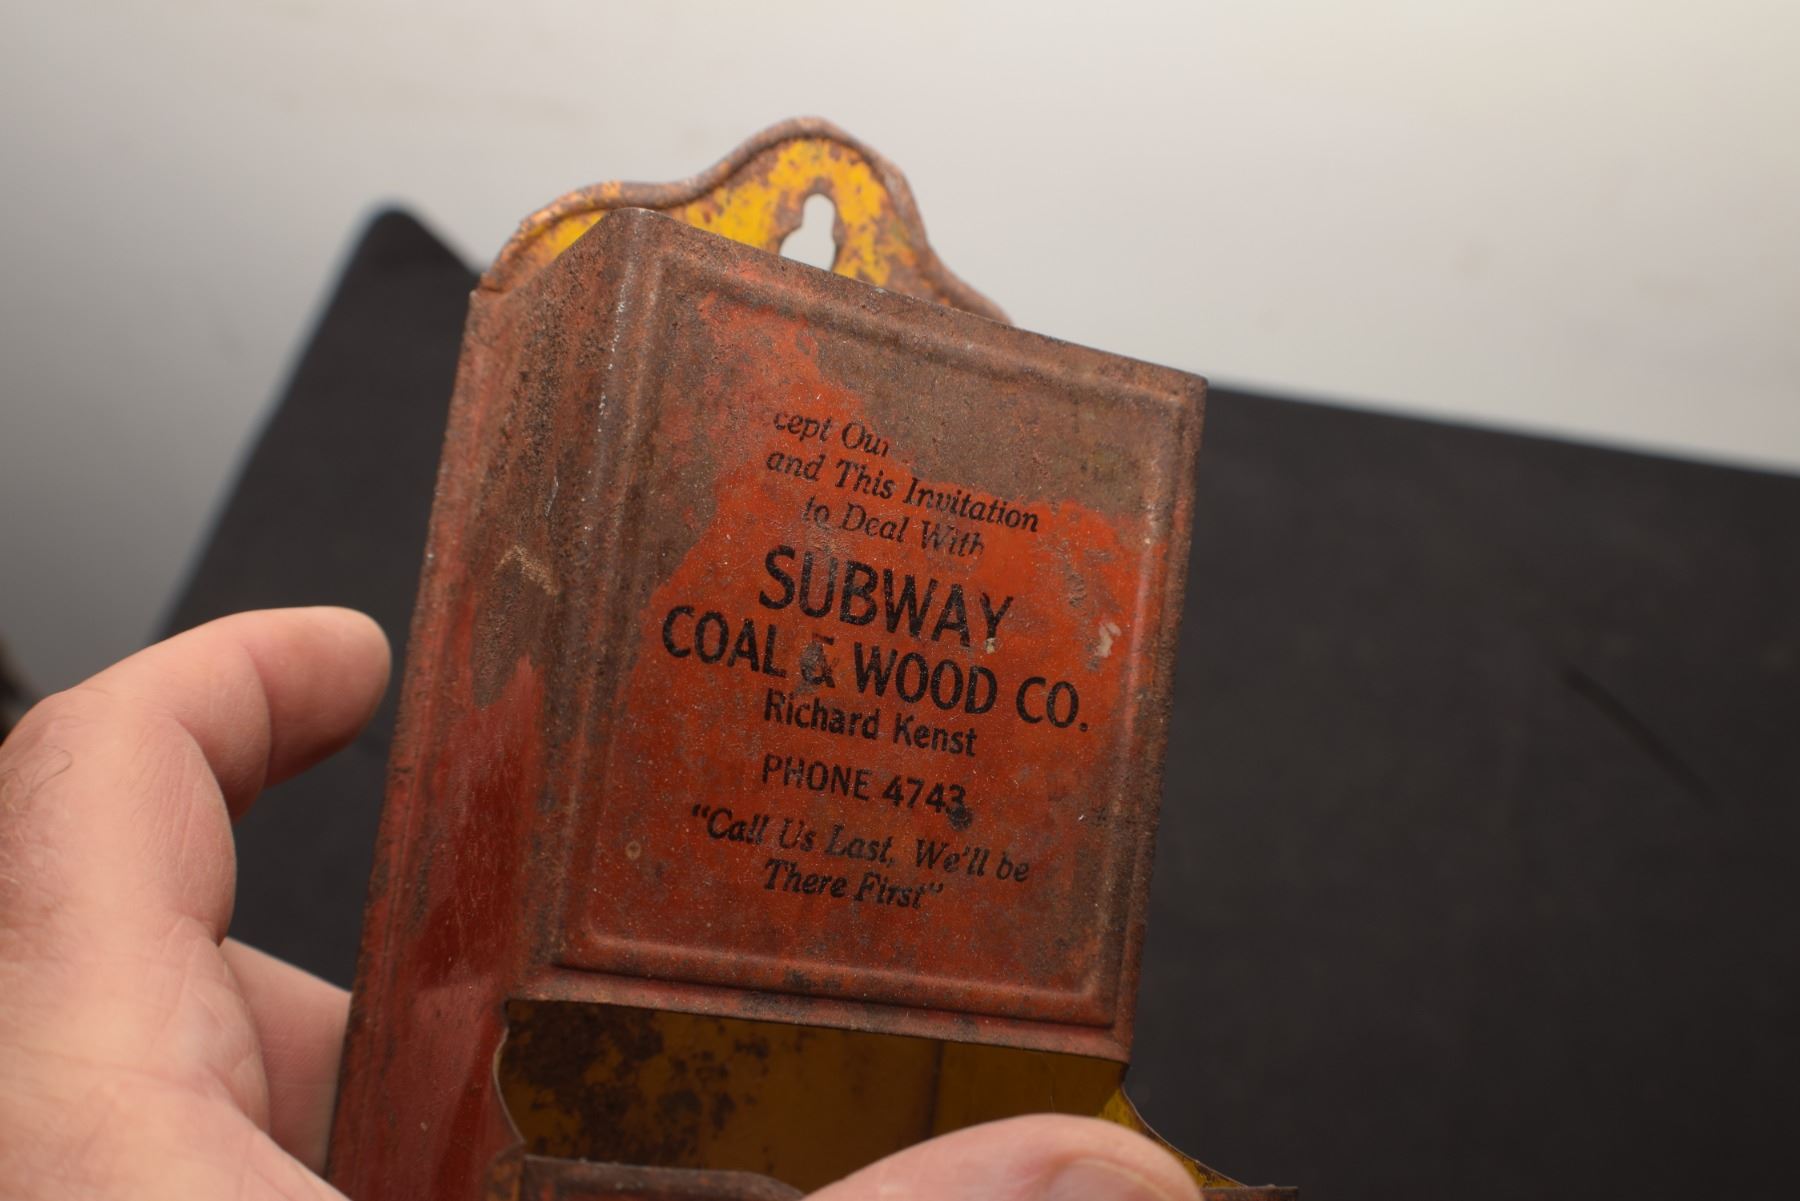 cept Our
and This Invitation
to Deal With
SUBWAY
COAL & WOOD CO.
Richard Kenst
PHONE 4743
"Call Us Last, We'll be
There First"